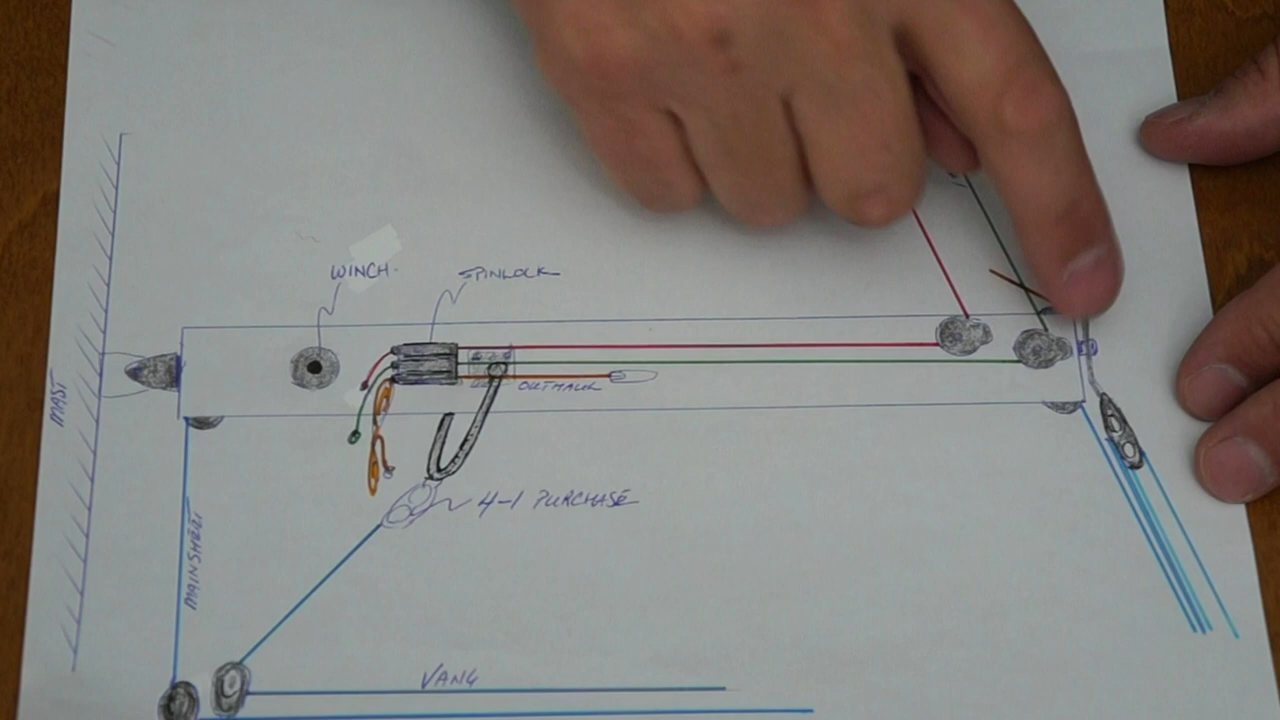 WINCH.
SPINLOCK
MAST
OUTHAUL
4-1 PURCHASE
MAINSHEET
VANG